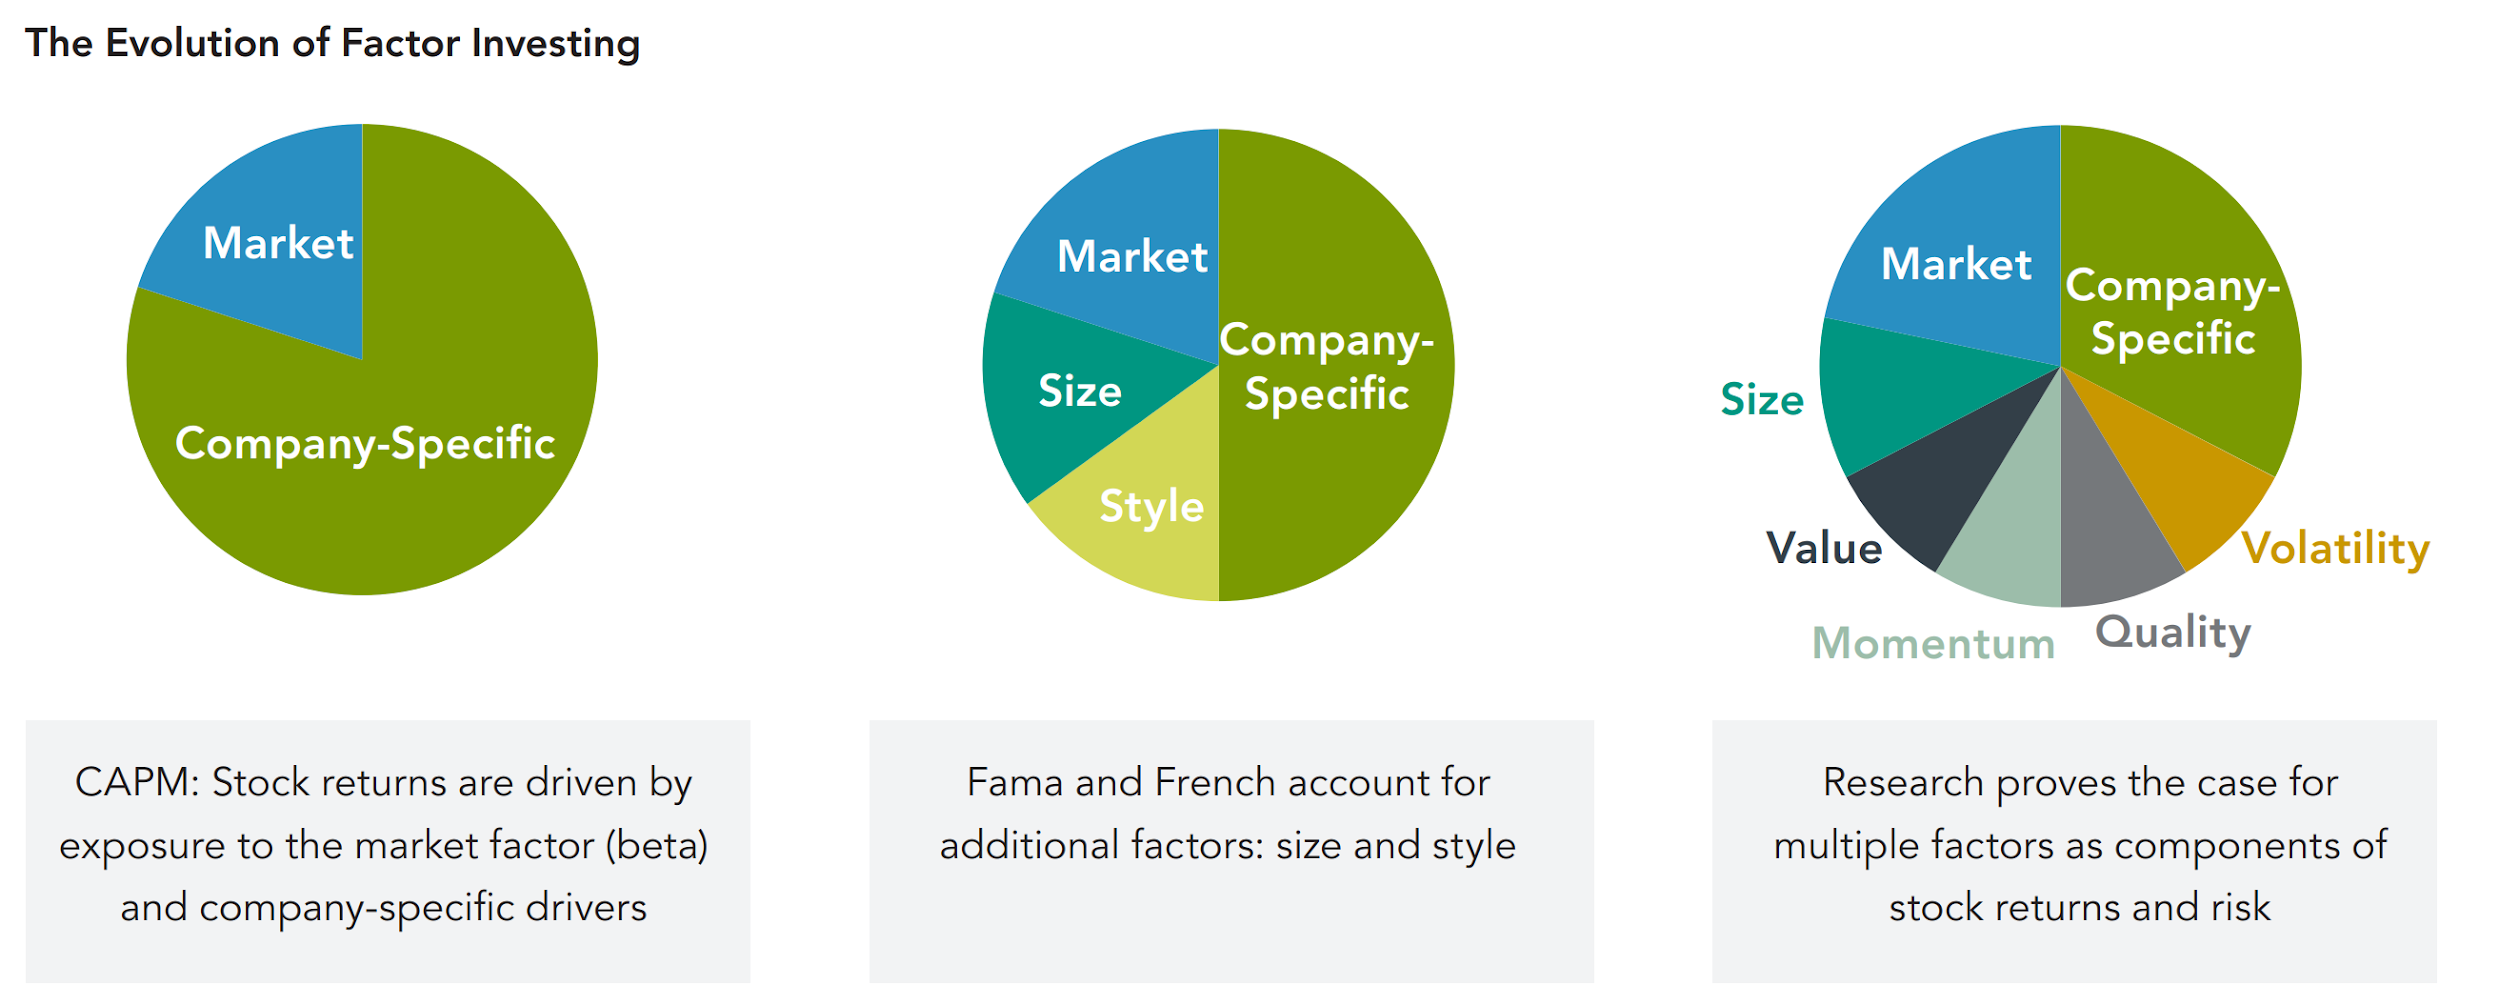 The Evolution of Factor Investing
Market
Company-Specific
Market
Size
Style
Company-
Specific
Market
Company-
Specific
Size
Value
Momentum
Quality
Volatility
CAPM: Stock returns are driven by
exposure to the market factor (beta)
and company-specific drivers
Fama and French account for
additional factors: size and style
Research proves the case for
multiple factors as components of
stock returns and risk